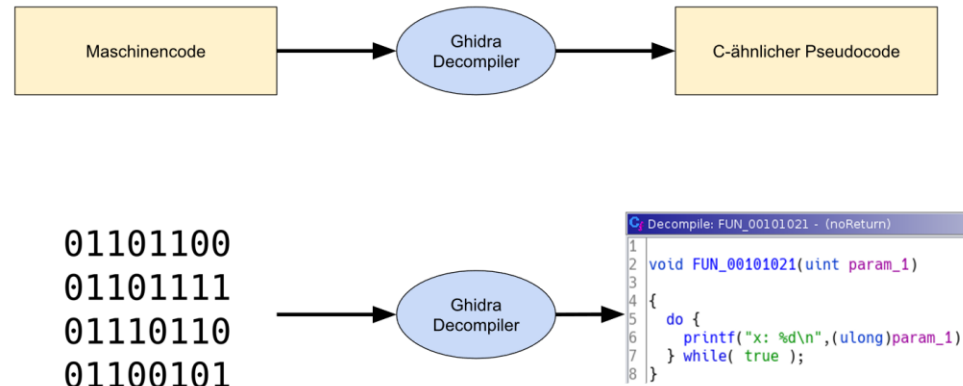 Maschinencode
Ghidra
Decompiler
C-ähnlicher Pseudocode
01101100
01101111
01110110
01100101
Ghidra
Decompiler
Decompile: FUN_00101021 - (noReturn)
1
2 void FUN_00101021(uint param_1)
3
4 {
5 do {
6 printf("x: %d\n",(ulong)param_1)
7 } while( true );
8 }